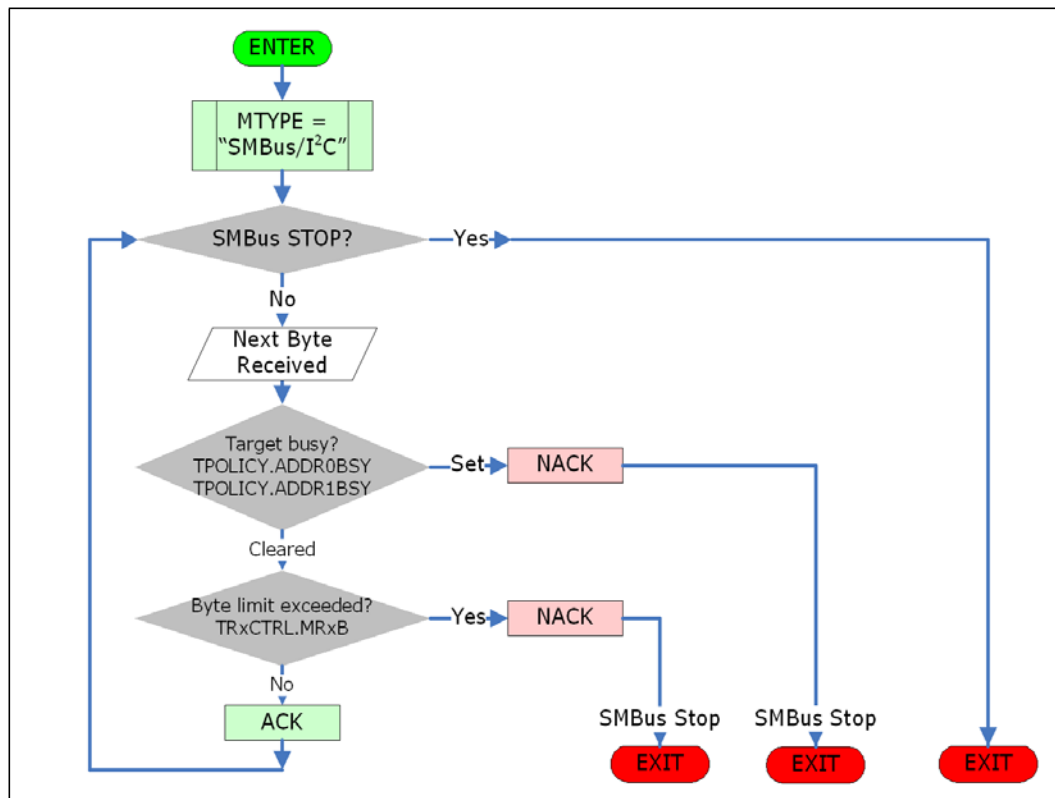 ENTER
MTYPE =
“SMBus/I²C”
SMBus STOP?
Yes
No
Next Byte
Received
Target busy?
TPOLICY.ADDR0BSY
TPOLICY.ADDR1BSY
Set
NACK
Cleared
Byte limit exceeded?
TRxCTRL.MRxB
Yes
NACK
No
ACK
SMBus Stop
SMBus Stop
EXIT
EXIT
EXIT